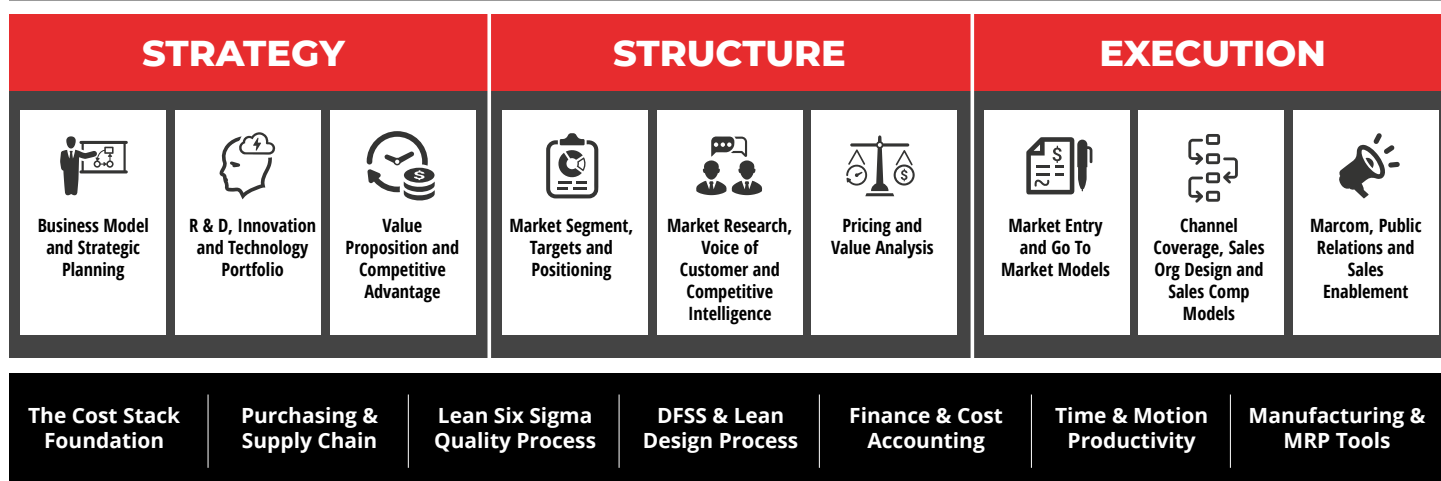 STRATEGY
Business Model
and Strategic
Planning
R & D, Innovation
and Technology
Portfolio
Value
Proposition and
Competitive
Advantage
STRUCTURE
Market Segment,
Targets and
Positioning
Market Research,
Voice of
Customer and
Competitive
Intelligence
Pricing and
Value Analysis
EXECUTION
Market Entry
and Go To
Market Models
Channel
Coverage, Sales
Org Design and
Sales Comp
Models
Marcom, Public
Relations and
Sales
Enablement
The Cost Stack
Foundation
Purchasing &
Supply Chain
Lean Six Sigma
Quality Process
DFSS & Lean
Design Process
Finance & Cost
Accounting
Time & Motion
Productivity
Manufacturing &
MRP Tools